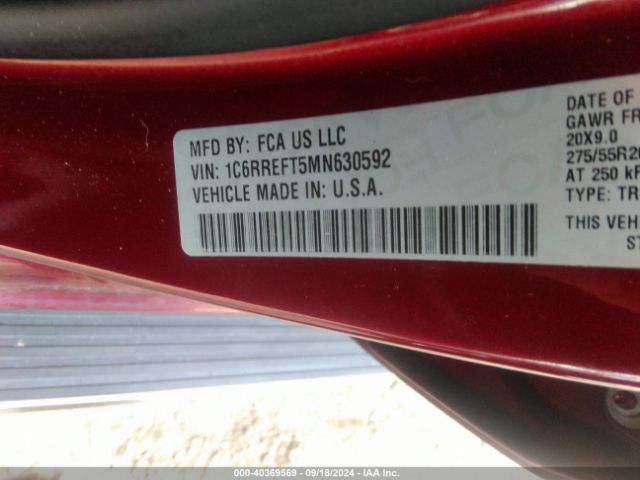 MFD BY: FCA US LLC
VIN: 1C6RREFT5MN630592
VEHICLE MADE IN: U.S.A.
DATE OF
GAWR FR
20X9.0
275/55R20
AT 250 kP
TYPE: TR
THIS VEH
ST
000-40369569 - 09/18/2024 - IAA Inc.